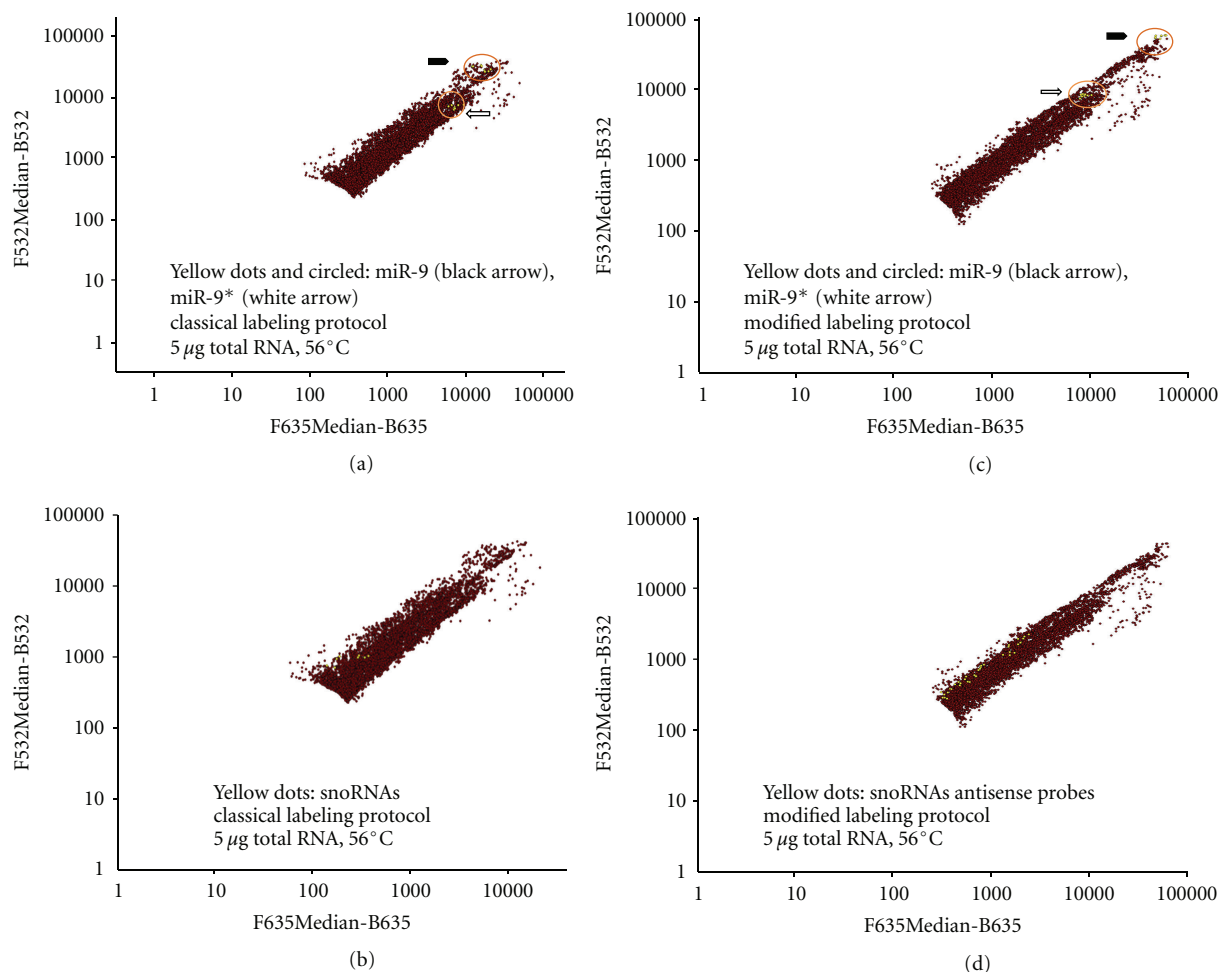 100000
10000
1000
100
10
1
F532Median-B532
Yellow dots and circled: miR-9 (black arrow),
miR-9* (white arrow)
classical labeling protocol
5 µg total RNA, 56°C
1 10 100 1000 10000 100000
F635Median-B635
(a)
100000
10000
1000
100
10
1
F532Median-B532
Yellow dots and circled: miR-9 (black arrow),
miR-9* (white arrow)
modified labeling protocol
5 µg total RNA, 56°C
1 10 100 1000 10000 100000
F635Median-B635
(c)
100000
10000
1000
100
10
1
F532Median-B532
Yellow dots: snoRNAs
classical labeling protocol
5 µg total RNA, 56°C
1 10 100 1000 10000
F635Median-B635
(b)
100000
10000
1000
100
10
1
F532Median-B532
Yellow dots: snoRNAs antisense probes
modified labeling protocol
5 µg total RNA, 56°C
1 10 100 1000 10000 100000
F635Median-B635
(d)